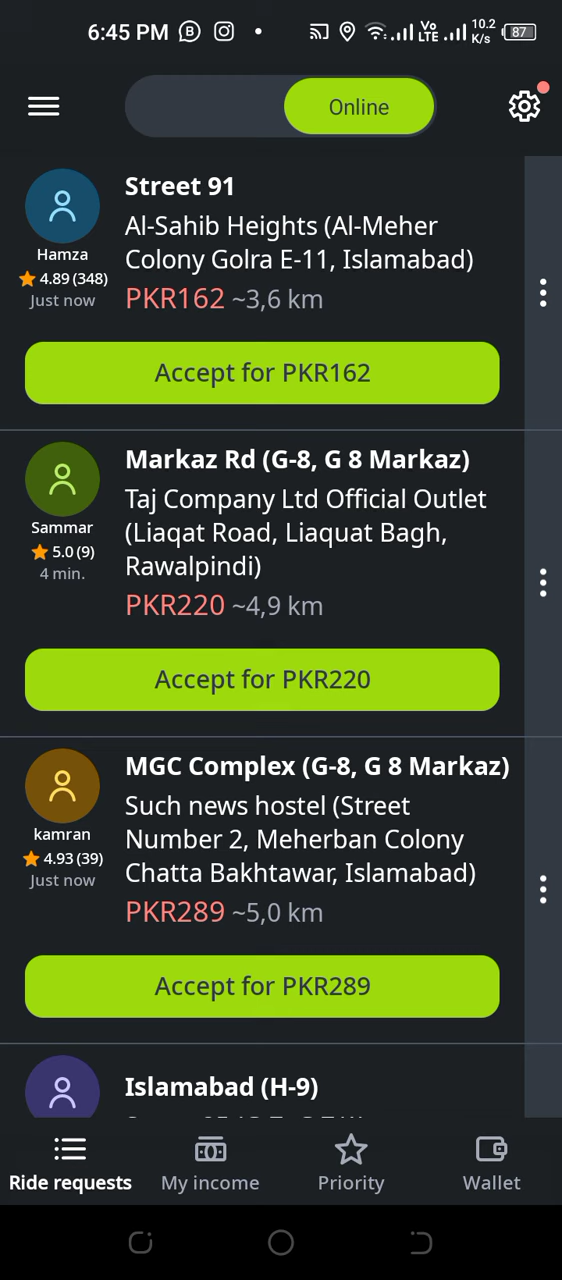 6:45 PM
Vo LTE
10.2 K/s
87
Online
Street 91
Al-Sahib Heights (Al-Meher
Colony Golra E-11, Islamabad)
PKR162 ~3,6 km
Hamza
4.89 (348)
Just now
Accept for PKR162
Markaz Rd (G-8, G 8 Markaz)
Taj Company Ltd Official Outlet
(Liaqat Road, Liaquat Bagh,
Rawalpindi)
PKR220 ~4,9 km
Sammar
5.0 (9)
4 min.
Accept for PKR220
MGC Complex (G-8, G 8 Markaz)
Such news hostel (Street
Number 2, Meherban Colony
Chatta Bakhtawar, Islamabad)
PKR289 ~5,0 km
kamran
4.93 (39)
Just now
Accept for PKR289
Islamabad (H-9)
Ride requests
My income
Priority
Wallet